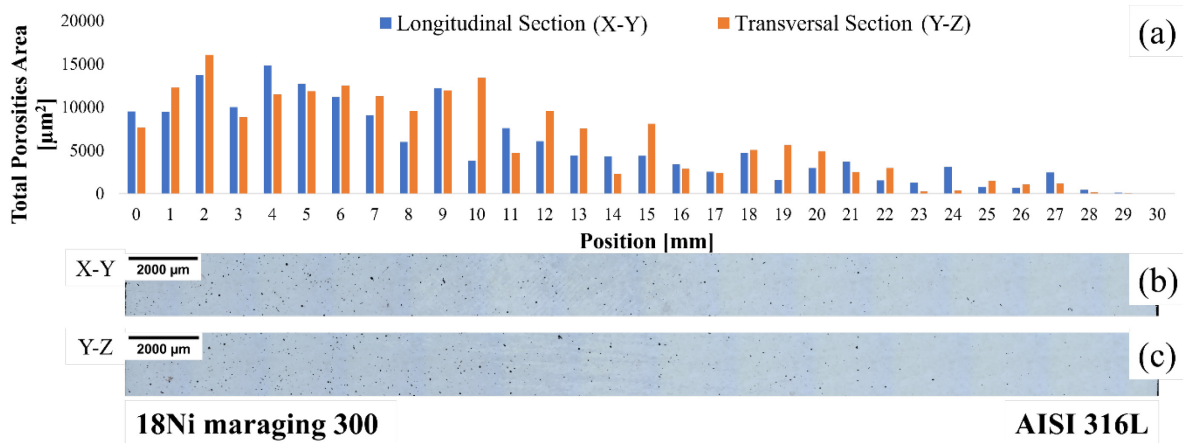 20000
15000
10000
5000
0
Total Porosities Area
[µm²]
Longitudinal Section (X-Y)
Transversal Section (Y-Z)
(a)
0 1 2 3 4 5 6 7 8 9 10 11 12 13 14 15 16 17 18 19 20 21 22 23 24 25 26 27 28 29 30
Position [mm]
X-Y
2000 µm
(b)
Y-Z
2000 µm
(c)
18Ni maraging 300
AISI 316L